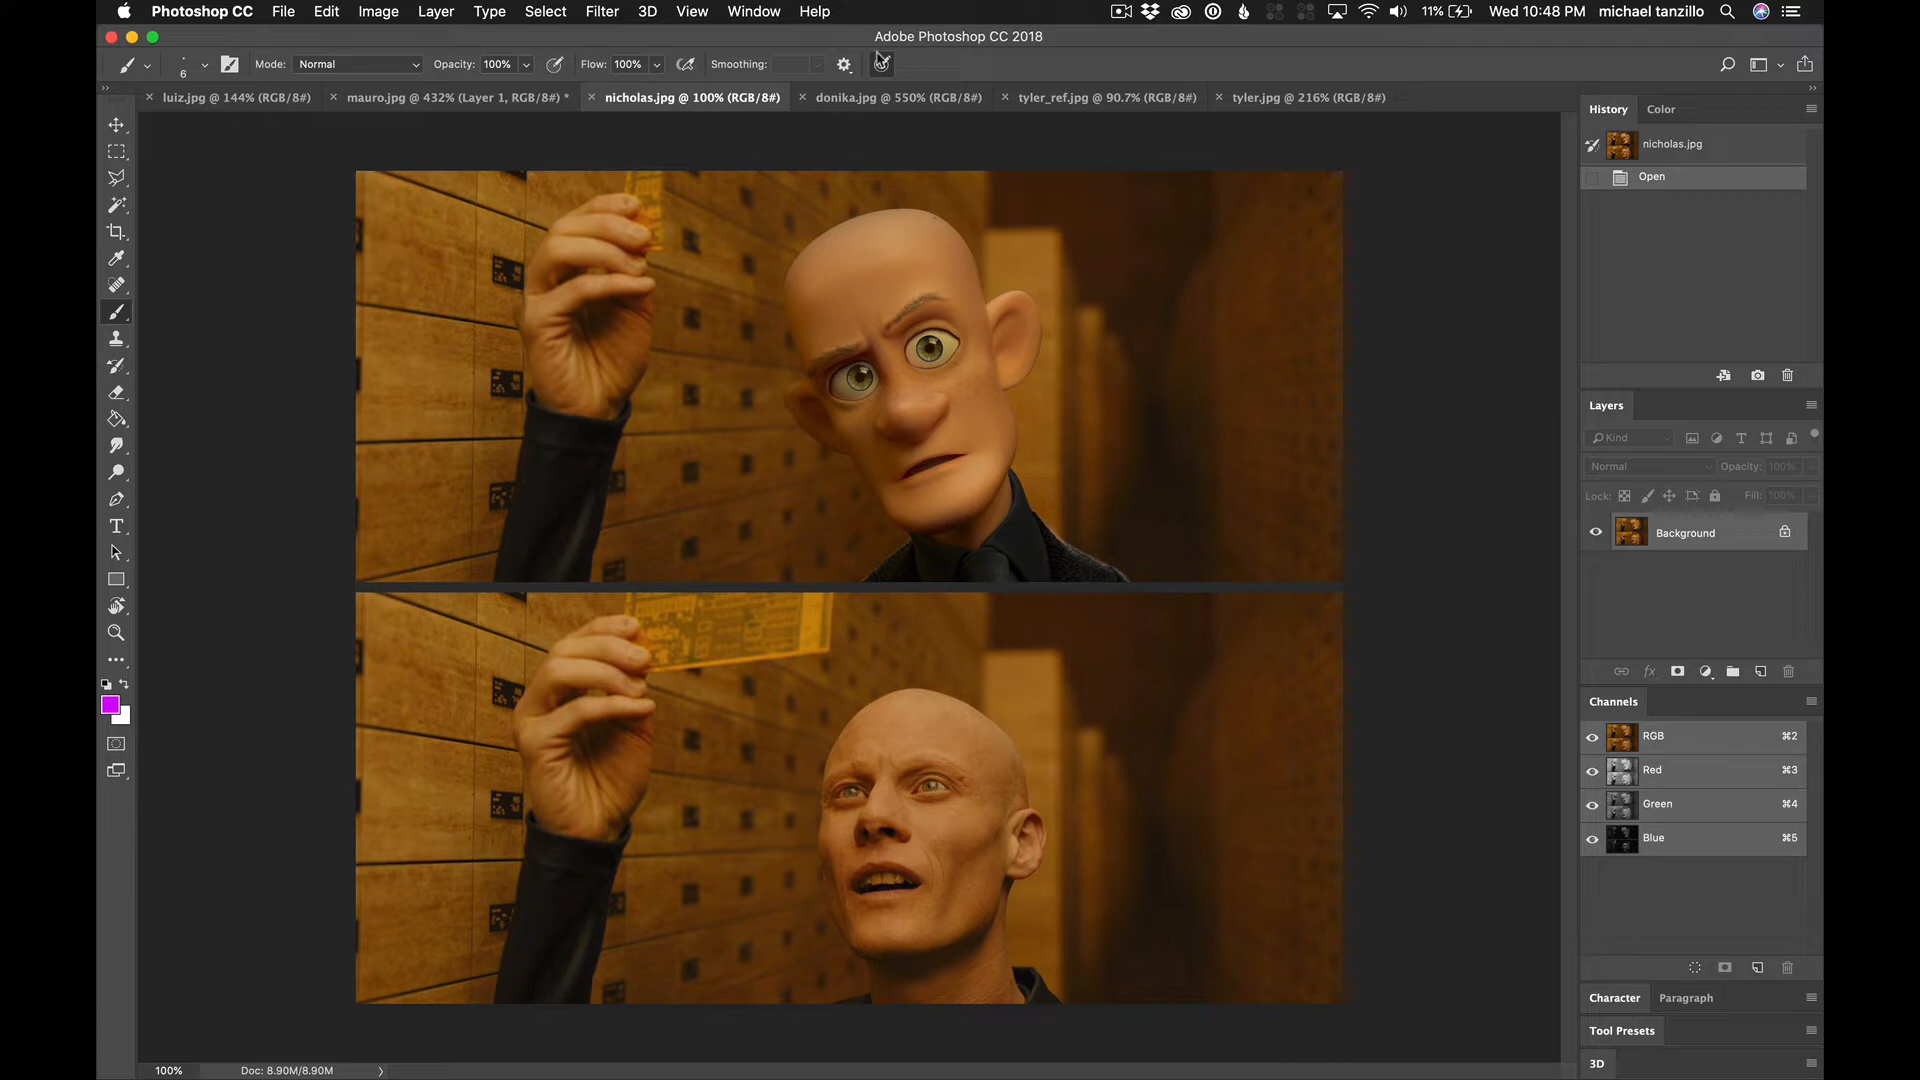 Photoshop CC File Edit Image Layer Type Select Filter 3D View Window Help 11% Wed 10:48 PM michael tanzillo
Adobe Photoshop CC 2018
6 Mode: Normal Opacity: 100% Flow: 100% Smoothing:
luiz.jpg @ 144% (RGB/8#) mauro.jpg @ 432% (Layer 1, RGB/8#) * nicholas.jpg @ 100% (RGB/8#) donika.jpg @ 550% (RGB/8#) tyler_ref.jpg @ 90.7% (RGB/8#) tyler.jpg @ 216% (RGB/8#)
History Color
nicholas.jpg
Open
Layers
Kind
Normal Opacity: 100%
Lock: Fill: 100%
Background
fx
Channels
RGB ⌘2
Red ⌘3
Green ⌘4
Blue ⌘5
Character Paragraph
Tool Presets
3D
100% Doc: 8.90M/8.90M